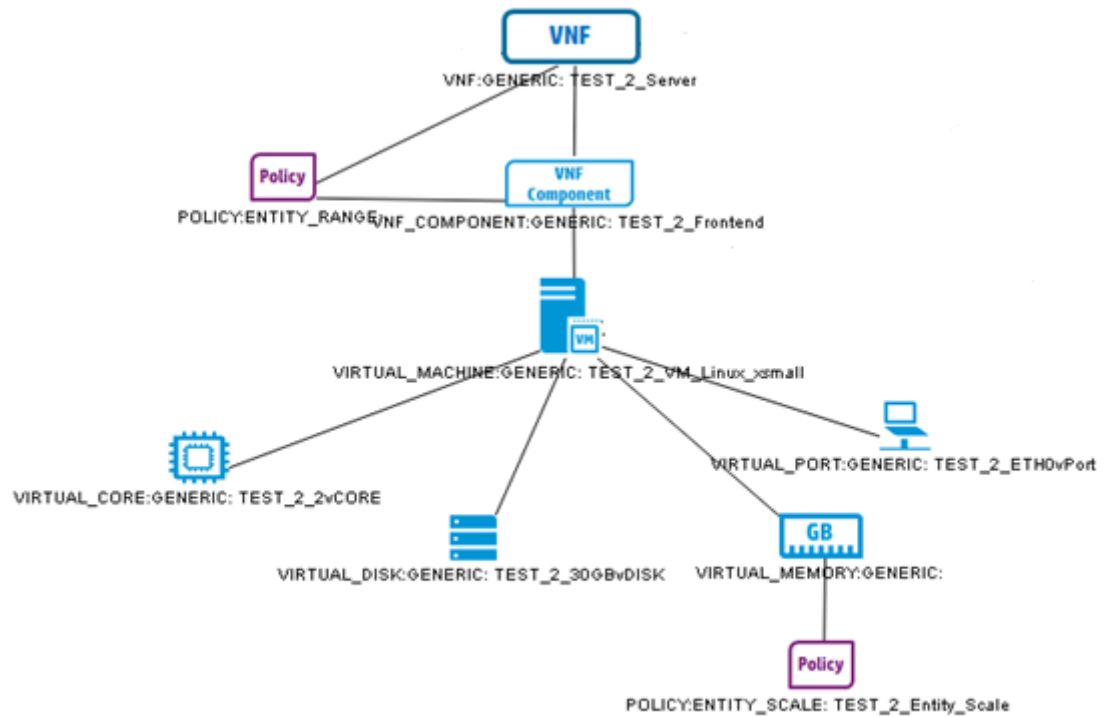 VNF
VNF:GENERIC: TEST_2_Server
Policy
VNF
Component
POLICY:ENTITY_RANGE
VNF_COMPONENT:GENERIC: TEST_2_Frontend
VM
VIRTUAL_MACHINE:GENERIC: TEST_2_VM_Linux_xsmall
VIRTUAL_PORT:GENERIC: TEST_2_ETH0vPort
VIRTUAL_CORE:GENERIC: TEST_2_2vCORE
GB
VIRTUAL_DISK:GENERIC: TEST_2_30GBvDISK
VIRTUAL_MEMORY:GENERIC:
Policy
POLICY:ENTITY_SCALE: TEST_2_Entity_Scale